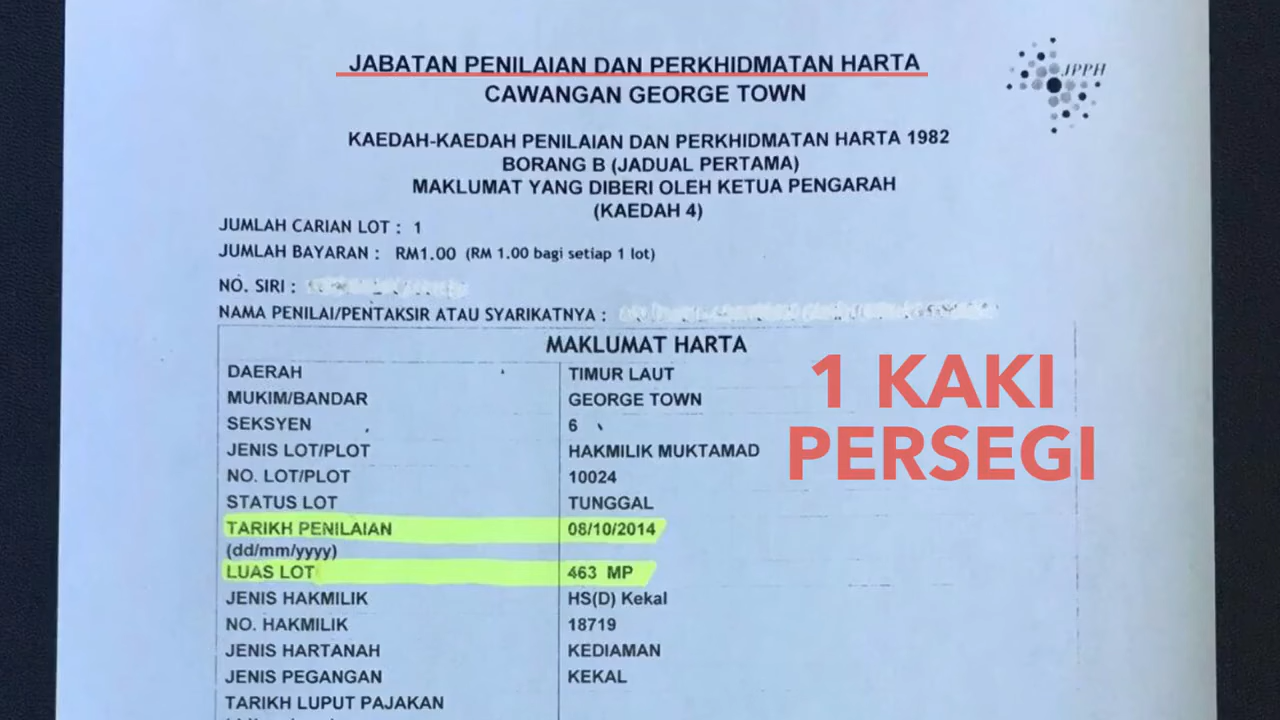 JABATAN PENILAIAN DAN PERKHIDMATAN HARTA
JPPH
CAWANGAN GEORGE TOWN
KAEDAH-KAEDAH PENILAIAN DAN PERKHIDMATAN HARTA 1982
BORANG B (JADUAL PERTAMA)
MAKLUMAT YANG DIBERI OLEH KETUA PENGARAH
(KAEDAH 4)
JUMLAH CARIAN LOT : 1
JUMLAH BAYARAN : RM1.00 (RM 1.00 bagi setiap 1 lot)
NO. SIRI :
NAMA PENILAI/PENTAKSIR ATAU SYARIKATNYA :
MAKLUMAT HARTA
DAERAH TIMUR LAUT
MUKIM/BANDAR GEORGE TOWN
SEKSYEN 6
JENIS LOT/PLOT HAKMILIK MUKTAMAD
NO. LOT/PLOT 10024
STATUS LOT TUNGGAL
TARIKH PENILAIAN 08/10/2014
(dd/mm/yyyy)
LUAS LOT 463 MP
JENIS HAKMILIK HS(D) Kekal
NO. HAKMILIK 18719
JENIS HARTANAH KEDIAMAN
JENIS PEGANGAN KEKAL
TARIKH LUPUT PAJAKAN
1 KAKI
PERSEGI